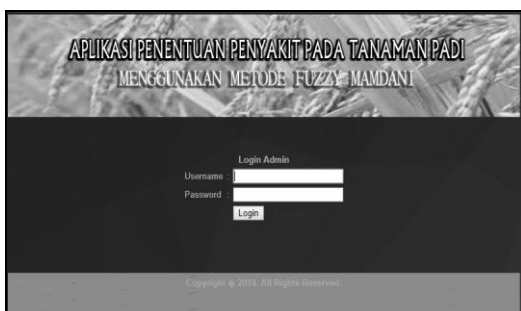 APLIKASI PENENTUAN PENYAKIT PADA TANAMAN PADI
MENGGUNAKAN METODE FUZZY MAMDANI
Login Admin
Username :
Password :
Login
Copyright � 2018. All Rights Reserved.